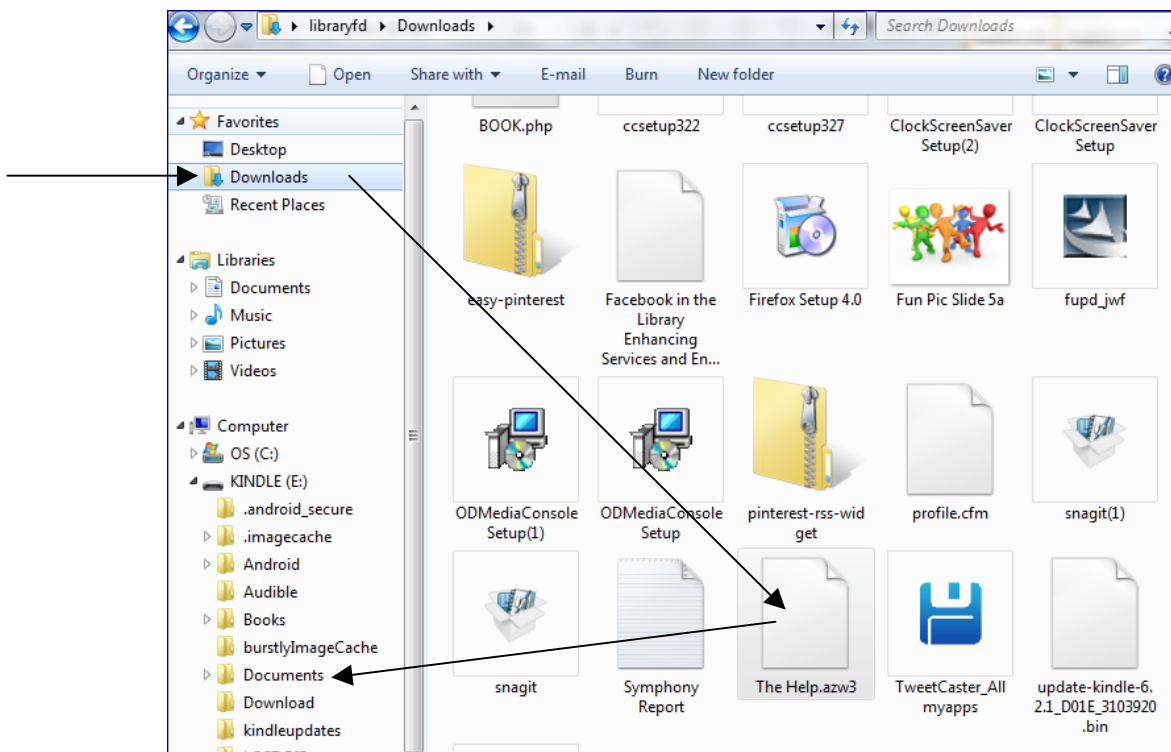 libraryfd Downloads
Search Downloads
Organize Open Share with E-mail Burn New folder
Favorites
Desktop
Downloads
Recent Places
Libraries
Documents
Music
Pictures
Videos
Computer
OS (C:)
KINDLE (E:)
.android_secure
.imagecache
Android
Audible
Books
burstlyImageCache
Documents
Download
kindleupdates
BOOK.php
ccsetup322
ccsetup327
ClockScreenSaver
Setup(2)
ClockScreenSaver
Setup
easy-pinterest
Facebook in the
Library
Enhancing
Services and En...
Firefox Setup 4.0
Fun Pic Slide 5a
fupd_jwf
ODMediaConsole
Setup(1)
ODMediaConsole
Setup
pinterest-rss-wid
get
profile.cfm
snagit(1)
snagit
Symphony
Report
The Help.azw3
TweetCaster_All
myapps
update-kindle-6.
2.1_D01E_3103920
.bin